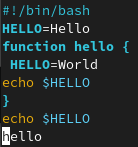 #!/bin/bash
HELLO=Hello
function hello {
 HELLO=World
echo $HELLO
}
echo $HELLO
hello